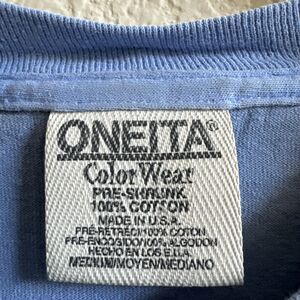 ONEITA®
Color Wear
PRE-SHRUNK
100% COTTON
MADE IN U.S.A.
PRE-RETRECI/100% COTON
PRE-ENCOGIDO/100% ALGODON
HECHO EN LOS E.U.A.
MEDIUM/MOYEN/MEDIANO